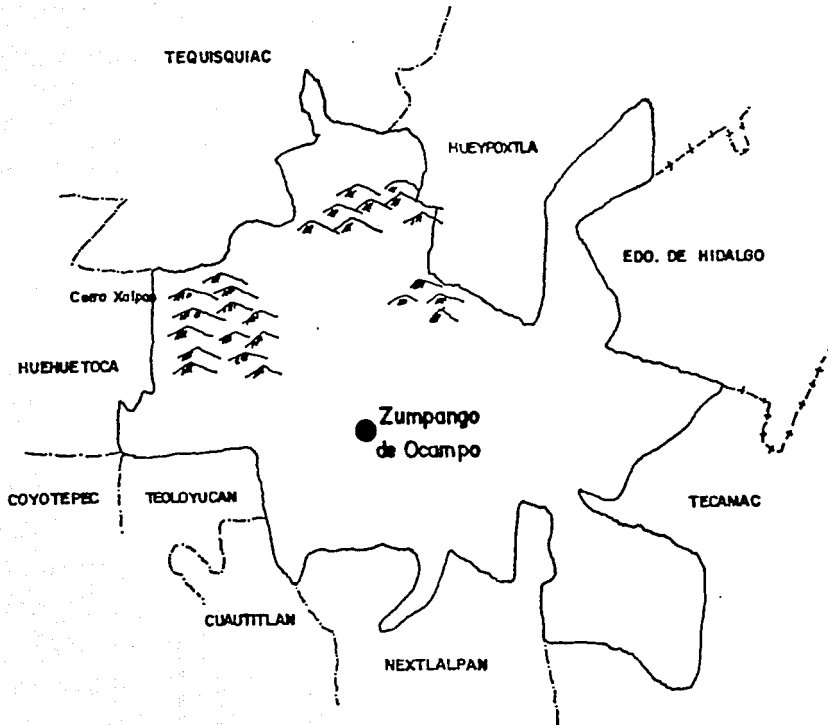 TEQUISQUIAC
HUEYPOXTLA
EDO. DE HIDALGO
Cerro Xalpan
HUEHUETOCA
Zumpango
de Ocampo
COYOTEPEC
TEOLOYUCAN
TECAMAC
CUAUTITLAN
NEXTLALPAN